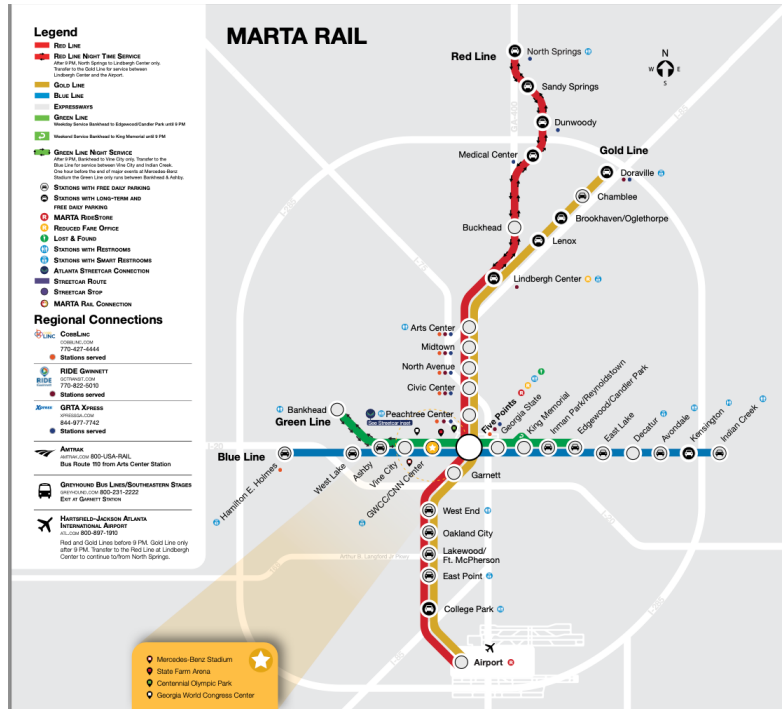 MARTA RAIL
Legend
RED LINE
RED LINE NIGHT TIME SERVICE
After 9 PM, North Springs to Lindbergh Center only.
Transfer to the Gold Line for service between
Lindbergh Center and the Airport.
GOLD LINE
BLUE LINE
EXPRESSWAYS
GREEN LINE
Weekday Service Bankhead to Edgewood/Candler Park until 9 PM
Weekend Service Bankhead to King Memorial until 9 PM
GREEN LINE NIGHT SERVICE
After 9 PM, Bankhead to Vine City only. Transfer to the
Blue Line for service between Vine City and Indian Creek.
One hour before the end of major events at Mercedes-Benz
Stadium the Green Line only runs between Bankhead & Ashby.
STATIONS WITH FREE DAILY PARKING
STATIONS WITH LONG-TERM AND
FREE DAILY PARKING
MARTA RIDESTORE
REDUCED FARE OFFICE
LOST & FOUND
STATIONS WITH RESTROOMS
STATIONS WITH SMART RESTROOMS
ATLANTA STREETCAR CONNECTION
STREETCAR ROUTE
STREETCAR STOP
MARTA RAIL CONNECTION
Regional Connections
COBBLINC
COBBLINC.COM
770-427-4444
Stations served
RIDE GWINNETT
GCTRANSIT.COM
770-822-5010
Stations served
GRTA XPRESS
XPRESSGA.COM
844-977-7742
Stations served
AMTRAK
AMTRAK.COM 800-USA-RAIL
Bus Route 110 from Arts Center Station
GREYHOUND BUS LINES/SOUTHEASTERN STAGES
GREYHOUND.COM 800-231-2222
EXIT AT GARNETT STATION
HARTSFIELD-JACKSON ATLANTA
INTERNATIONAL AIRPORT
ATL.COM 800-897-1910
Red and Gold Lines before 9 PM. Gold Line only
after 9 PM. Transfer to the Red Line at Lindbergh
Center to continue to/from North Springs.
N
W E
S
Red Line
North Springs
Sandy Springs
Dunwoody
Medical Center
Buckhead
Gold Line
Doraville
Chamblee
Brookhaven/Oglethorpe
Lenox
Lindbergh Center
Arts Center
Midtown
North Avenue
Civic Center
Peachtree Center
See Streetcar Inset
Bankhead
Green Line
Blue Line
Hamilton E. Holmes
West Lake
Ashby
Vine City
GWCC/CNN Center
Five Points
Georgia State
King Memorial
Inman Park/Reynoldstown
Edgewood/Candler Park
East Lake
Decatur
Avondale
Kensington
Indian Creek
Garnett
West End
Oakland City
Lakewood/
Ft. McPherson
East Point
College Park
Airport
I-20
Mercedes-Benz Stadium
State Farm Arena
Centennial Olympic Park
Georgia World Congress Center